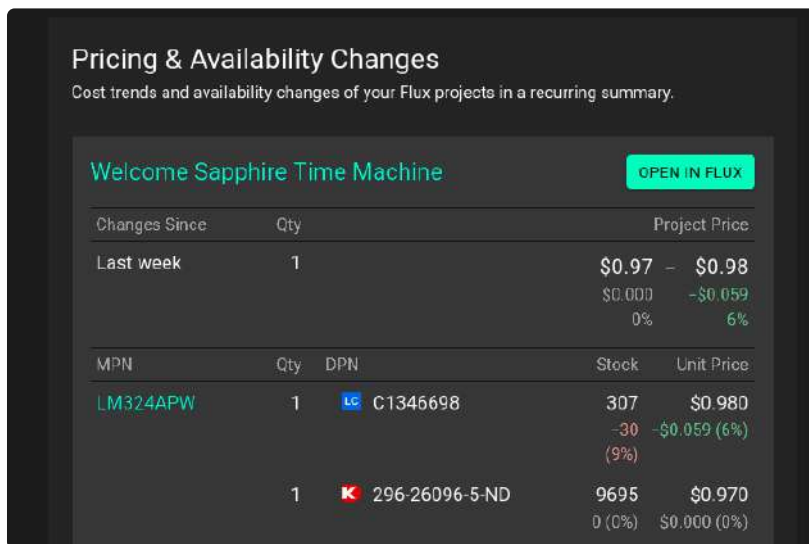 Pricing & Availability Changes
Cost trends and availability changes of your Flux projects in a recurring summary.
Welcome Sapphire Time Machine OPEN IN FLUX
Changes Since Qty Project Price
Last week 1 $0.97 – $0.98
$0.000 -$0.059
0% 6%
MPN Qty DPN Stock Unit Price
LM324APW 1 LC C1346698 307 $0.980
-30 -$0.059 (6%)
(9%)
1 K 296-26096-5-ND 9695 $0.970
0 (0%) $0.000 (0%)